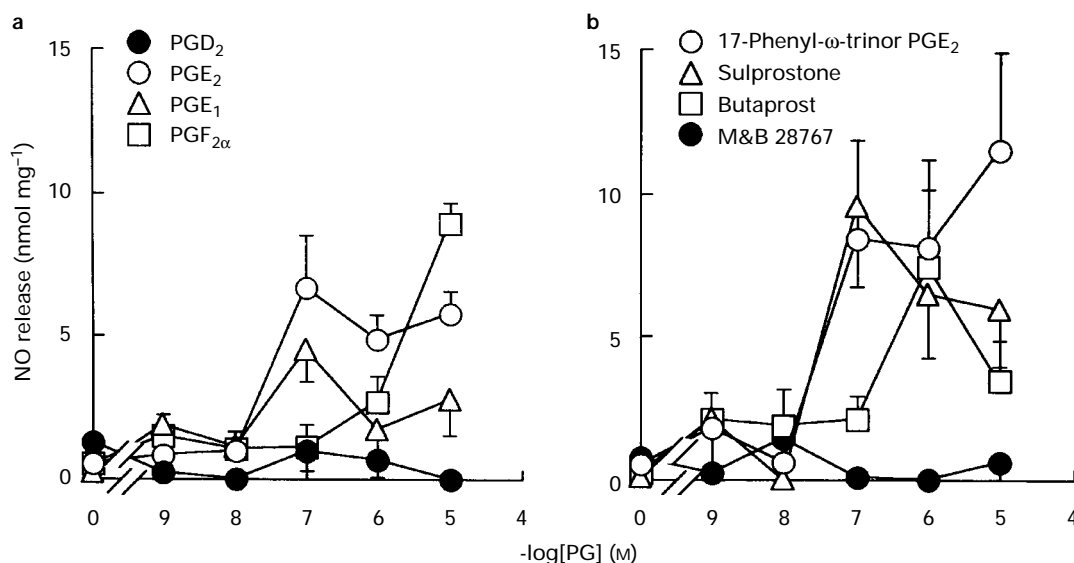 a
PGD₂
PGE₂
PGE₁
PGF₂α
15
10
5
0
NO release (nmol mg⁻¹)
0 9 8 7 6 5 4
b
17-Phenyl-ω-trinor PGE₂
Sulprostone
Butaprost
M&B 28767
15
10
5
0
0 9 8 7 6 5 4
-log[PG] (M)